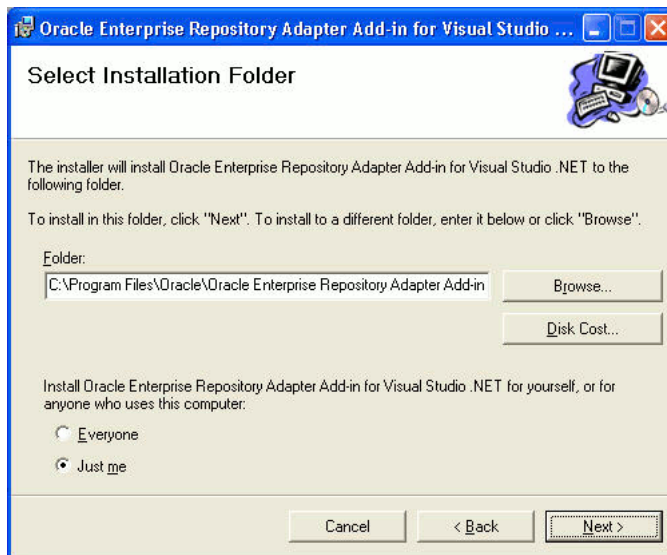 Oracle Enterprise Repository Adapter Add-in for Visual Studio ...
Select Installation Folder
The installer will install Oracle Enterprise Repository Adapter Add-in for Visual Studio .NET to the
following folder.
To install in this folder, click "Next". To install to a different folder, enter it below or click "Browse".
Folder:
C:\Program Files\Oracle\Oracle Enterprise Repository Adapter Add-in
Browse...
Disk Cost...
Install Oracle Enterprise Repository Adapter Add-in for Visual Studio .NET for yourself, or for
anyone who uses this computer:
Everyone
Just me
Cancel
< Back
Next >